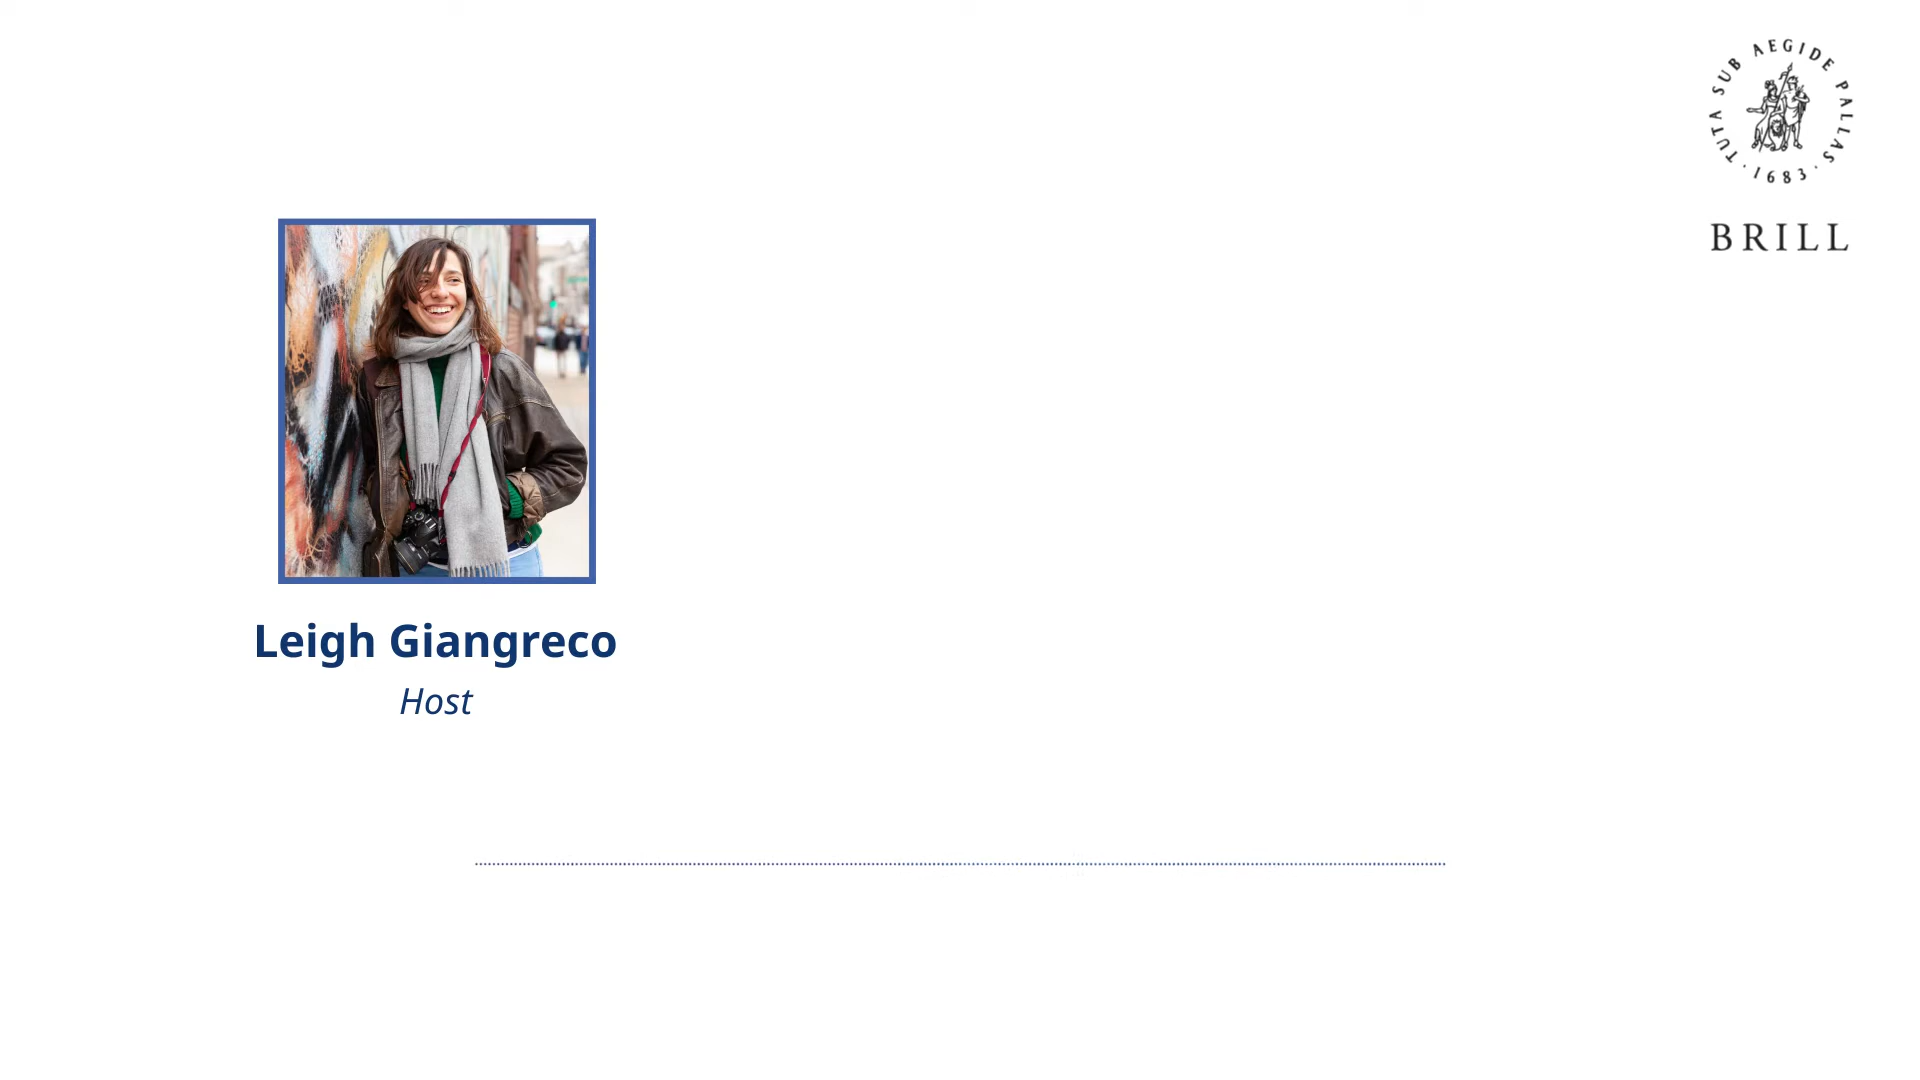 TUTA SUB AEGIDE PALLAS
· 1683 ·
BRILL
Leigh Giangreco
Host